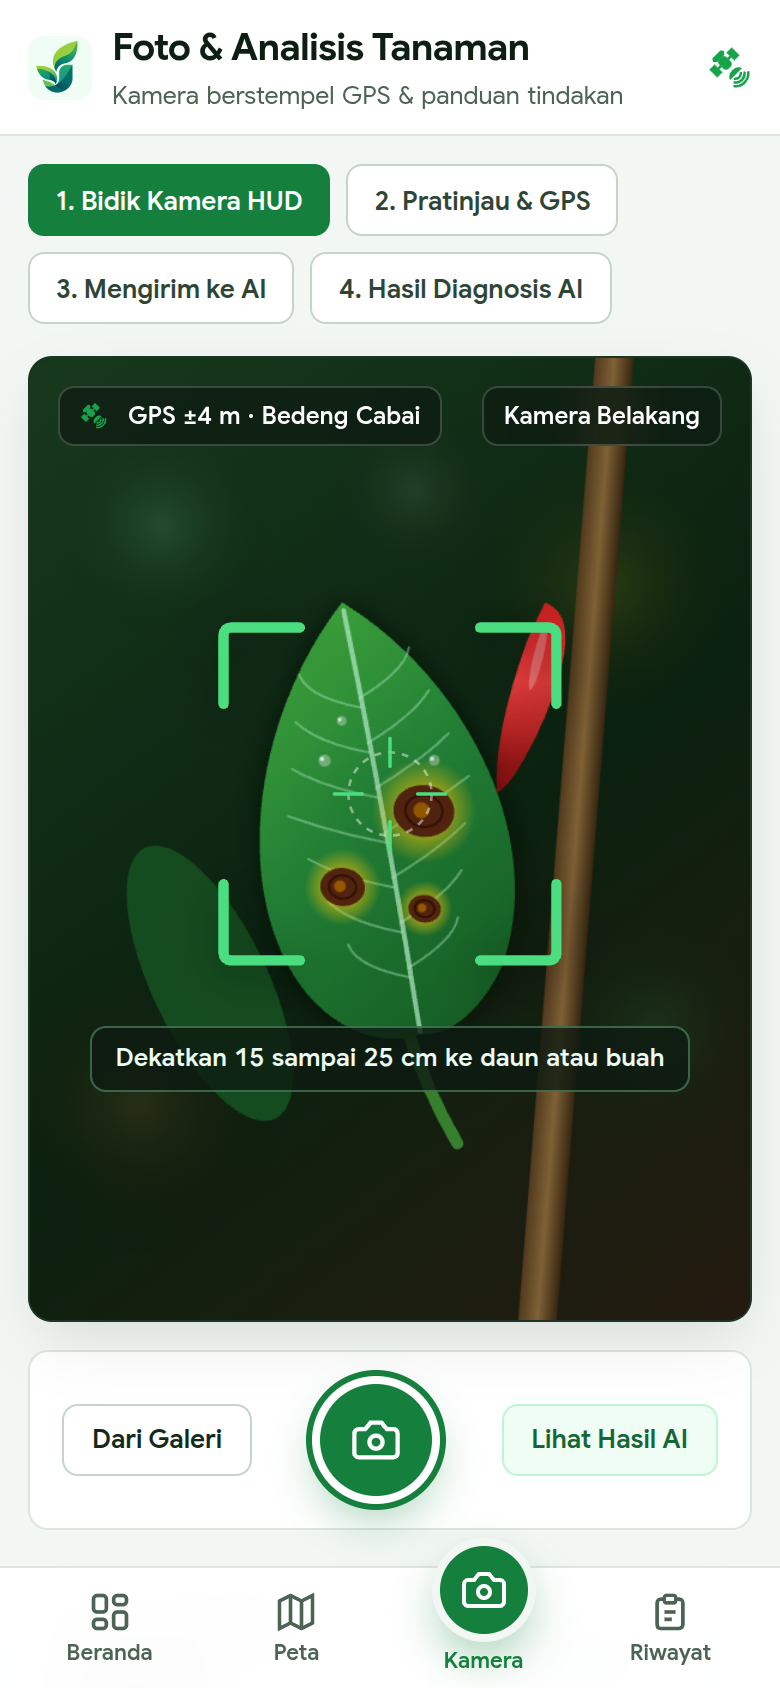 Foto & Analisis Tanaman
Kamera berstempel GPS & panduan tindakan
1. Bidik Kamera HUD
2. Pratinjau & GPS
3. Mengirim ke AI
4. Hasil Diagnosis AI
GPS ±4 m · Bedeng Cabai
Kamera Belakang
Dekatkan 15 sampai 25 cm ke daun atau buah
Dari Galeri
Lihat Hasil AI
Beranda
Peta
Kamera
Riwayat